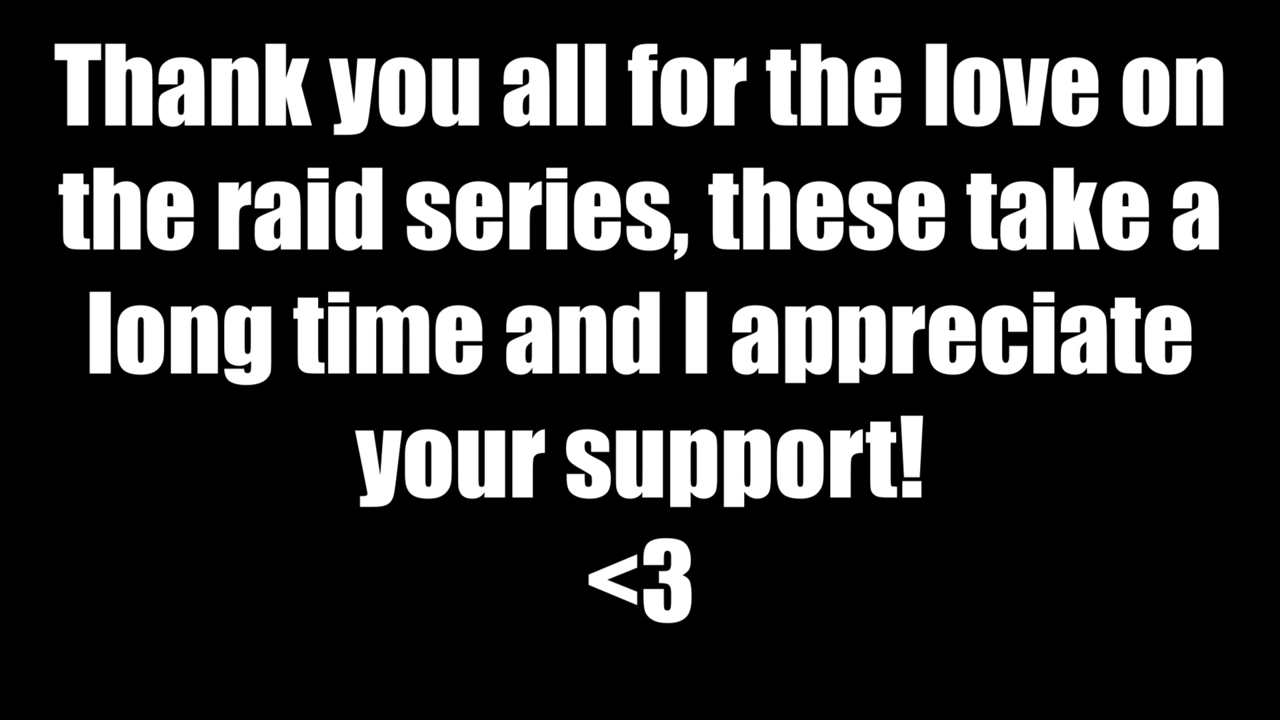 Thank you all for the love on
the raid series, these take a
long time and I appreciate
your support!
<3